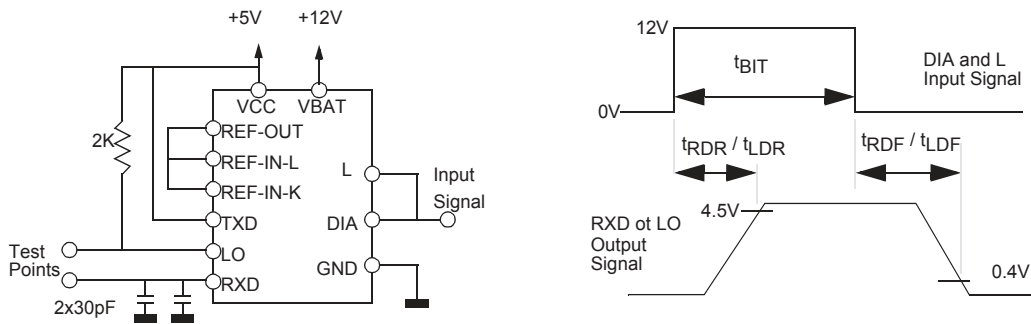 +5V
+12V
VCC
VBAT
REF-OUT
2K
REF-IN-L
REF-IN-K
TXD
LO
RXD
L
DIA
GND
Input
Signal
Test
Points
2x30pF
12V
0V
tBIT
DIA and L
Input Signal
tRDR / tLDR
tRDF / tLDF
4.5V
RXD ot LO
Output
Signal
0.4V